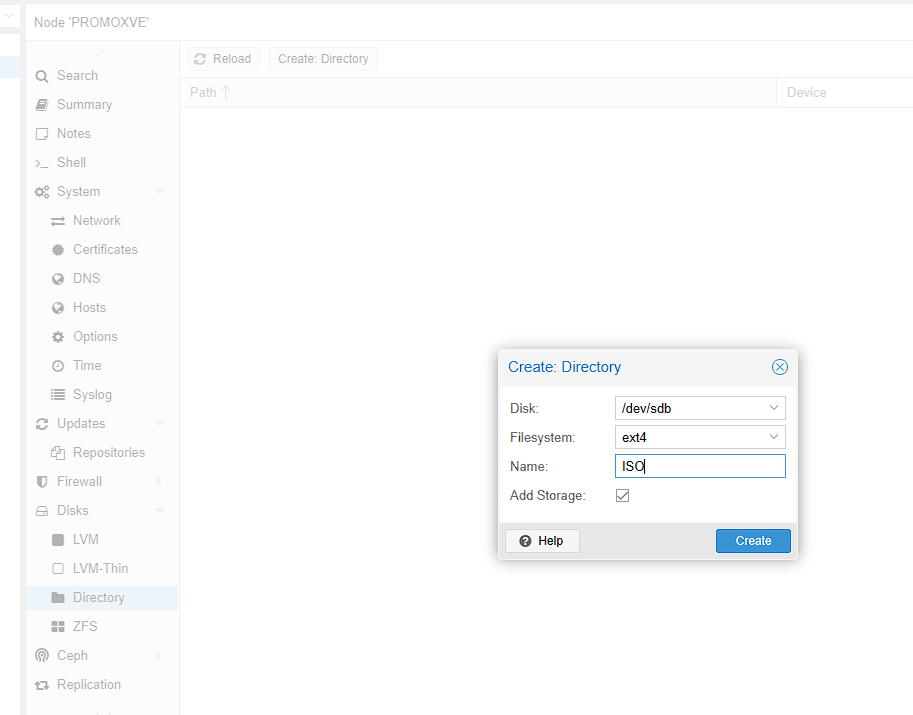 Node 'PROMOXVE'
Search
Summary
Notes
Shell
System
Network
Certificates
DNS
Hosts
Options
Time
Syslog
Updates
Repositories
Firewall
Disks
LVM
LVM-Thin
Directory
ZFS
Ceph
Replication
Reload Create: Directory
Path Device
Create: Directory
Disk: /dev/sdb
Filesystem: ext4
Name: ISO
Add Storage:
Help Create